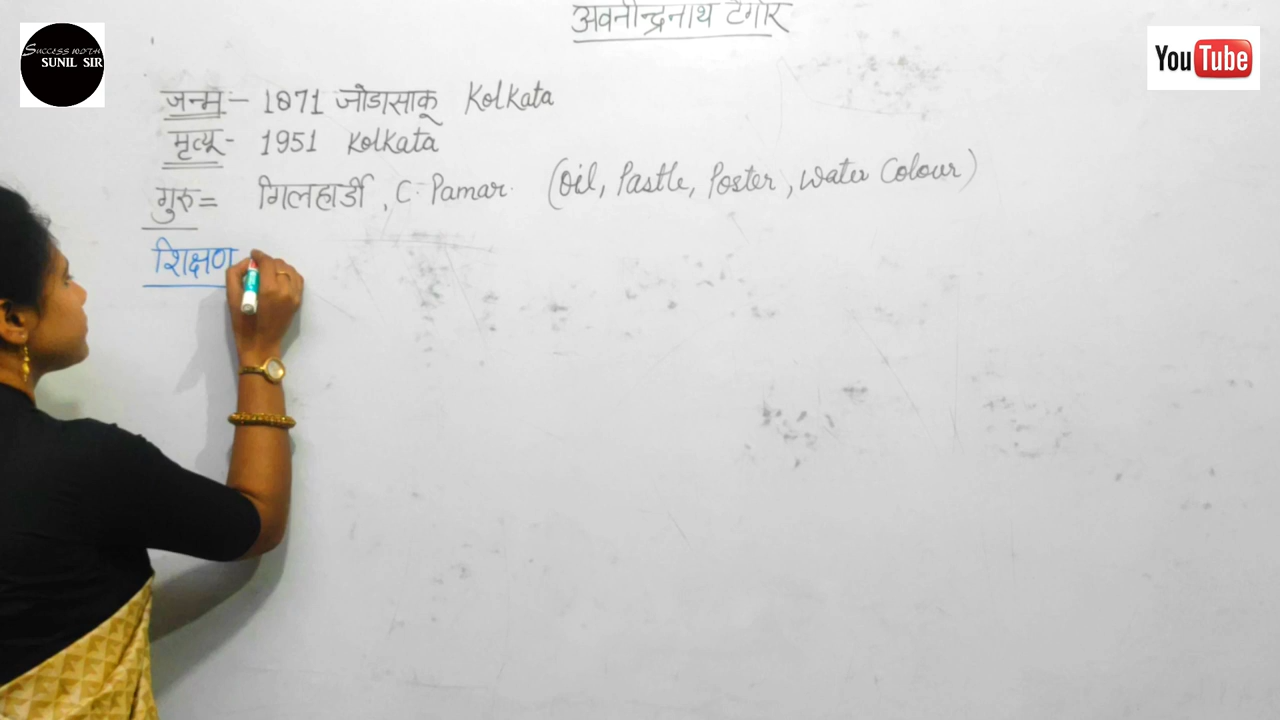 अवनीन्द्रनाथ टैगोर
SUCCESS WITH
SUNIL SIR
YouTube
जन्म – 1871 जोडासाकू Kolkata
मृत्यू - 1951 Kolkata
गुरु = गिलहार्डी , C. Pamar. (Oil, Pastle, Poster, Water Colour)
शिक्षण